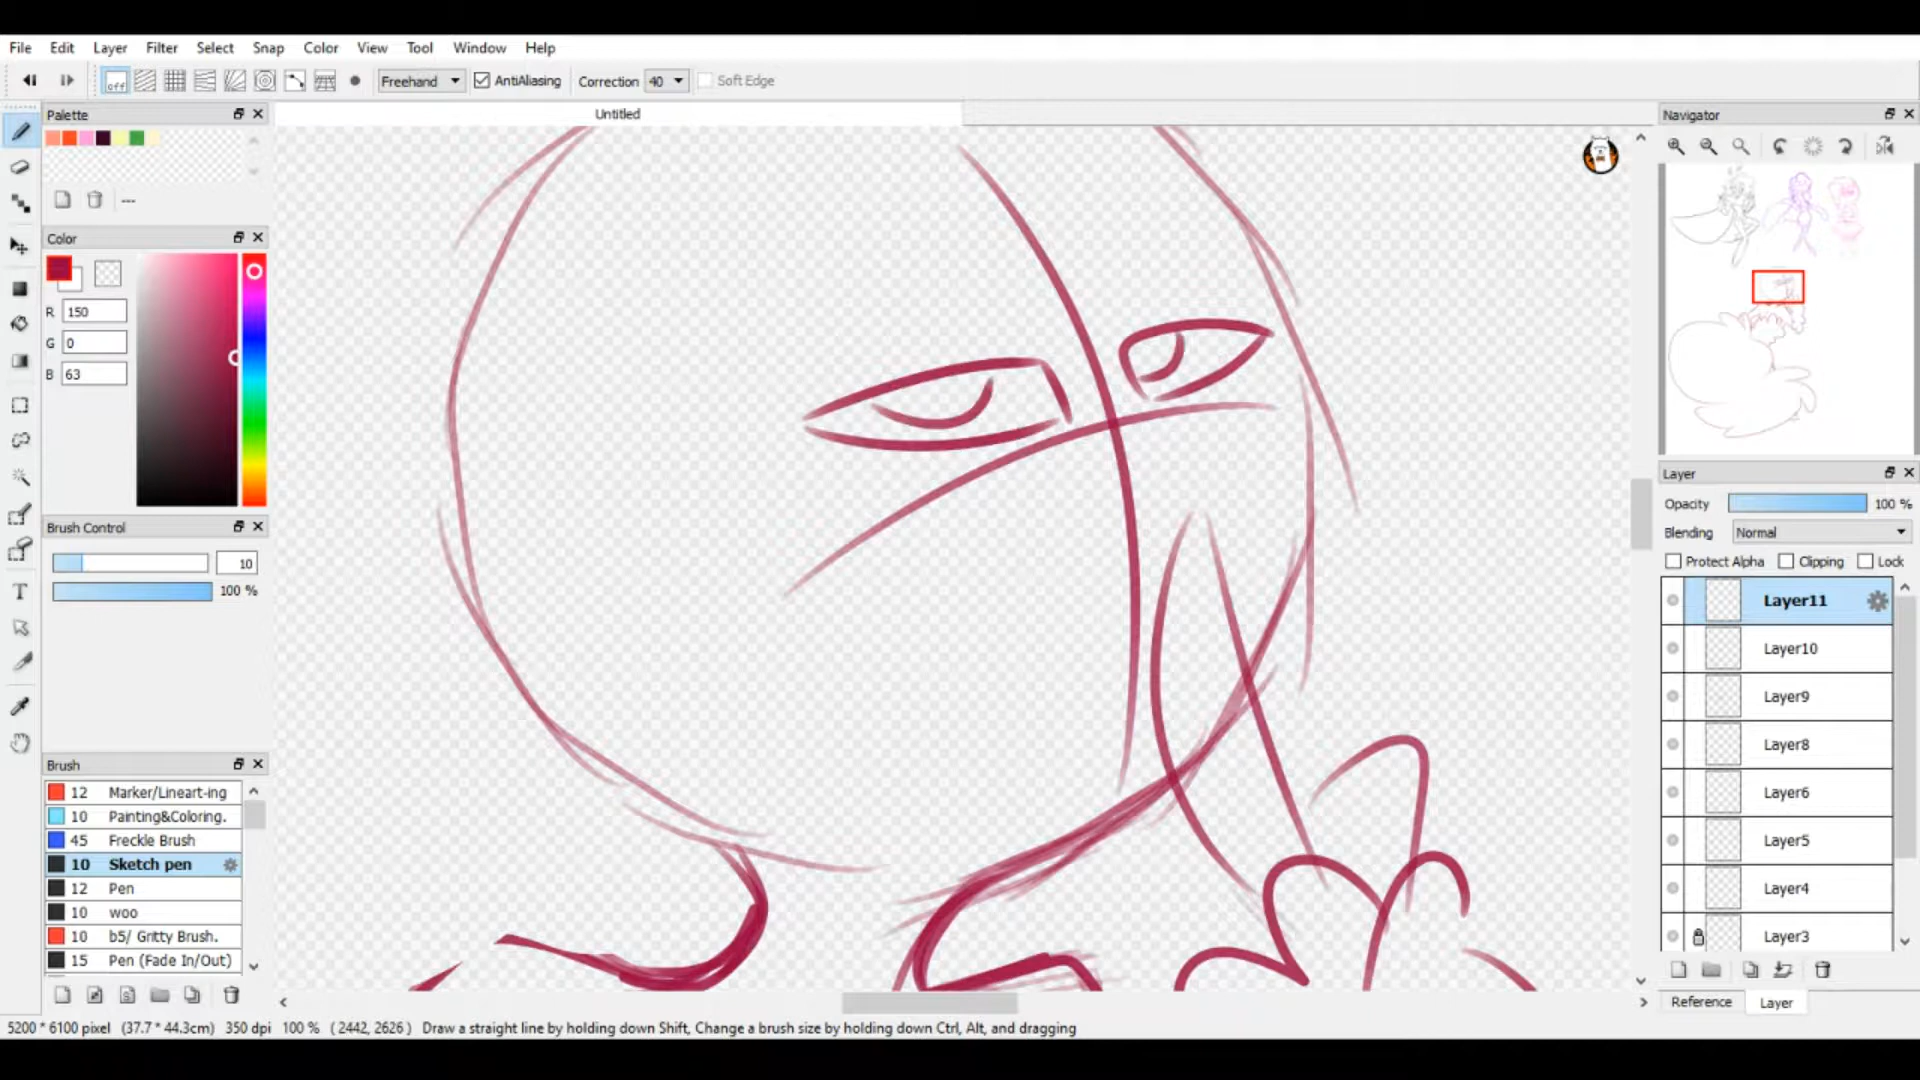 File Edit Layer Filter Select Snap Color View Tool Window Help
off Freehand AntiAliasing Correction 40 Soft Edge
Palette
Untitled
Navigator
---
Color
R 150
G 0
B 63
Brush Control
10
100 %
Brush
12 Marker/Lineart-ing
10 Painting&Coloring.
45 Freckle Brush
10 Sketch pen
12 Pen
10 woo
10 b5/ Gritty Brush.
15 Pen (Fade In/Out)
Layer
Opacity 100 %
Blending Normal
Protect Alpha Clipping Lock
Layer11
Layer10
Layer9
Layer8
Layer6
Layer5
Layer4
Layer3
Reference Layer
5200 * 6100 pixel (37.7 * 44.3cm) 350 dpi 100 % ( 2442, 2626 ) Draw a straight line by holding down Shift, Change a brush size by holding down Ctrl, Alt, and dragging